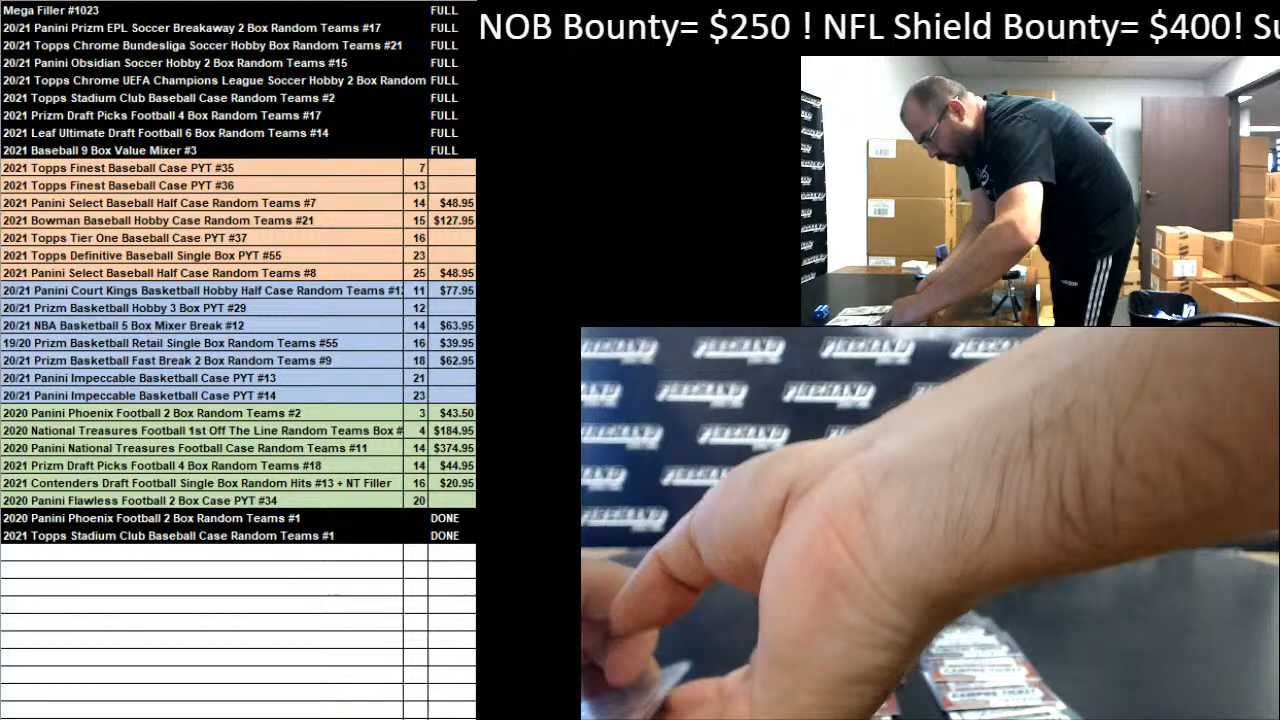 Mega Filler #1023 FULL
20/21 Panini Prizm EPL Soccer Breakaway 2 Box Random Teams #17 FULL
20/21 Topps Chrome Bundesliga Soccer Hobby Box Random Teams #21 FULL
20/21 Panini Obsidian Soccer Hobby 2 Box Random Teams #15 FULL
20/21 Topps Chrome UEFA Champions League Soccer Hobby 2 Box Random FULL
2021 Topps Stadium Club Baseball Case Random Teams #2 FULL
2021 Prizm Draft Picks Football 4 Box Random Teams #17 FULL
2021 Leaf Ultimate Draft Football 6 Box Random Teams #14 FULL
2021 Baseball 9 Box Value Mixer #3 FULL
2021 Topps Finest Baseball Case PYT #35 7
2021 Topps Finest Baseball Case PYT #36 13
2021 Panini Select Baseball Half Case Random Teams #7 14 $48.95
2021 Bowman Baseball Hobby Case Random Teams #21 15 $127.95
2021 Topps Tier One Baseball Case PYT #37 16
2021 Topps Definitive Baseball Single Box PYT #55 23
2021 Panini Select Baseball Half Case Random Teams #8 25 $48.95
20/21 Panini Court Kings Basketball Hobby Half Case Random Teams #1 11 $77.95
20/21 Prizm Basketball Hobby 3 Box PYT #29 12
20/21 NBA Basketball 5 Box Mixer Break #12 14 $63.95
19/20 Prizm Basketball Retail Single Box Random Teams #55 16 $39.95
20/21 Prizm Basketball Fast Break 2 Box Random Teams #9 18 $62.95
20/21 Panini Impeccable Basketball Case PYT #13 21
20/21 Panini Impeccable Basketball Case PYT #14 23
2020 Panini Phoenix Football 2 Box Random Teams #2 3 $43.50
2020 National Treasures Football 1st Off The Line Random Teams Box # 4 $184.95
2020 Panini National Treasures Football Case Random Teams #11 14 $374.95
2021 Prizm Draft Picks Football 4 Box Random Teams #18 14 $44.95
2021 Contenders Draft Football Single Box Random Hits #13 + NT Filler 16 $20.95
2020 Panini Flawless Football 2 Box Case PYT #34 20
2020 Panini Phoenix Football 2 Box Random Teams #1 DONE
2021 Topps Stadium Club Baseball Case Random Teams #1 DONE
NOB Bounty= $250 ! NFL Shield Bounty= $400! Su
FIREHAND
FIREHAND
FIREHAND
FIREHAND
FIREHAND
CAMPFIRE TICKET
CAMPFIRE TICKET